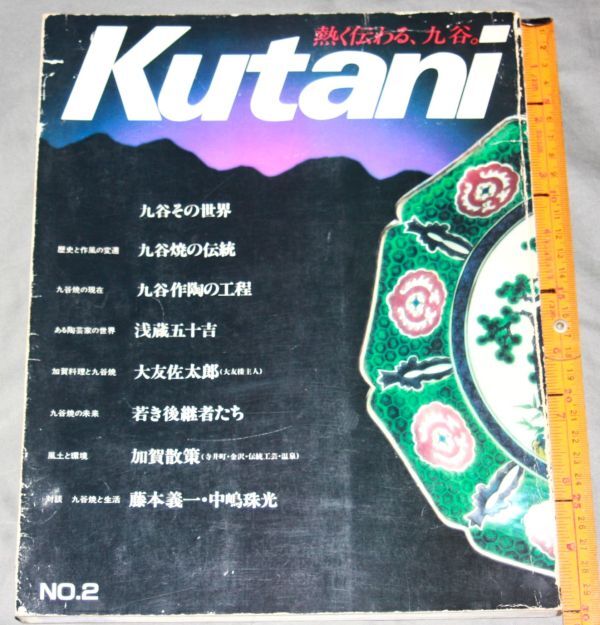 熱く伝わる、九谷。
Kutani
九谷その世界
歴史と作風の変遷 九谷焼の伝統
九谷焼の現在 九谷作陶の工程
ある陶芸家の世界 浅蔵五十吉
加賀料理と九谷焼 大友佐太郎(大友楼主人)
九谷焼の未来 若き後継者たち
風土と環境 加賀散策(寺井町・金沢・伝統工芸・温泉)
対談 九谷焼と生活 藤本義一・中嶋珠光
NO.2